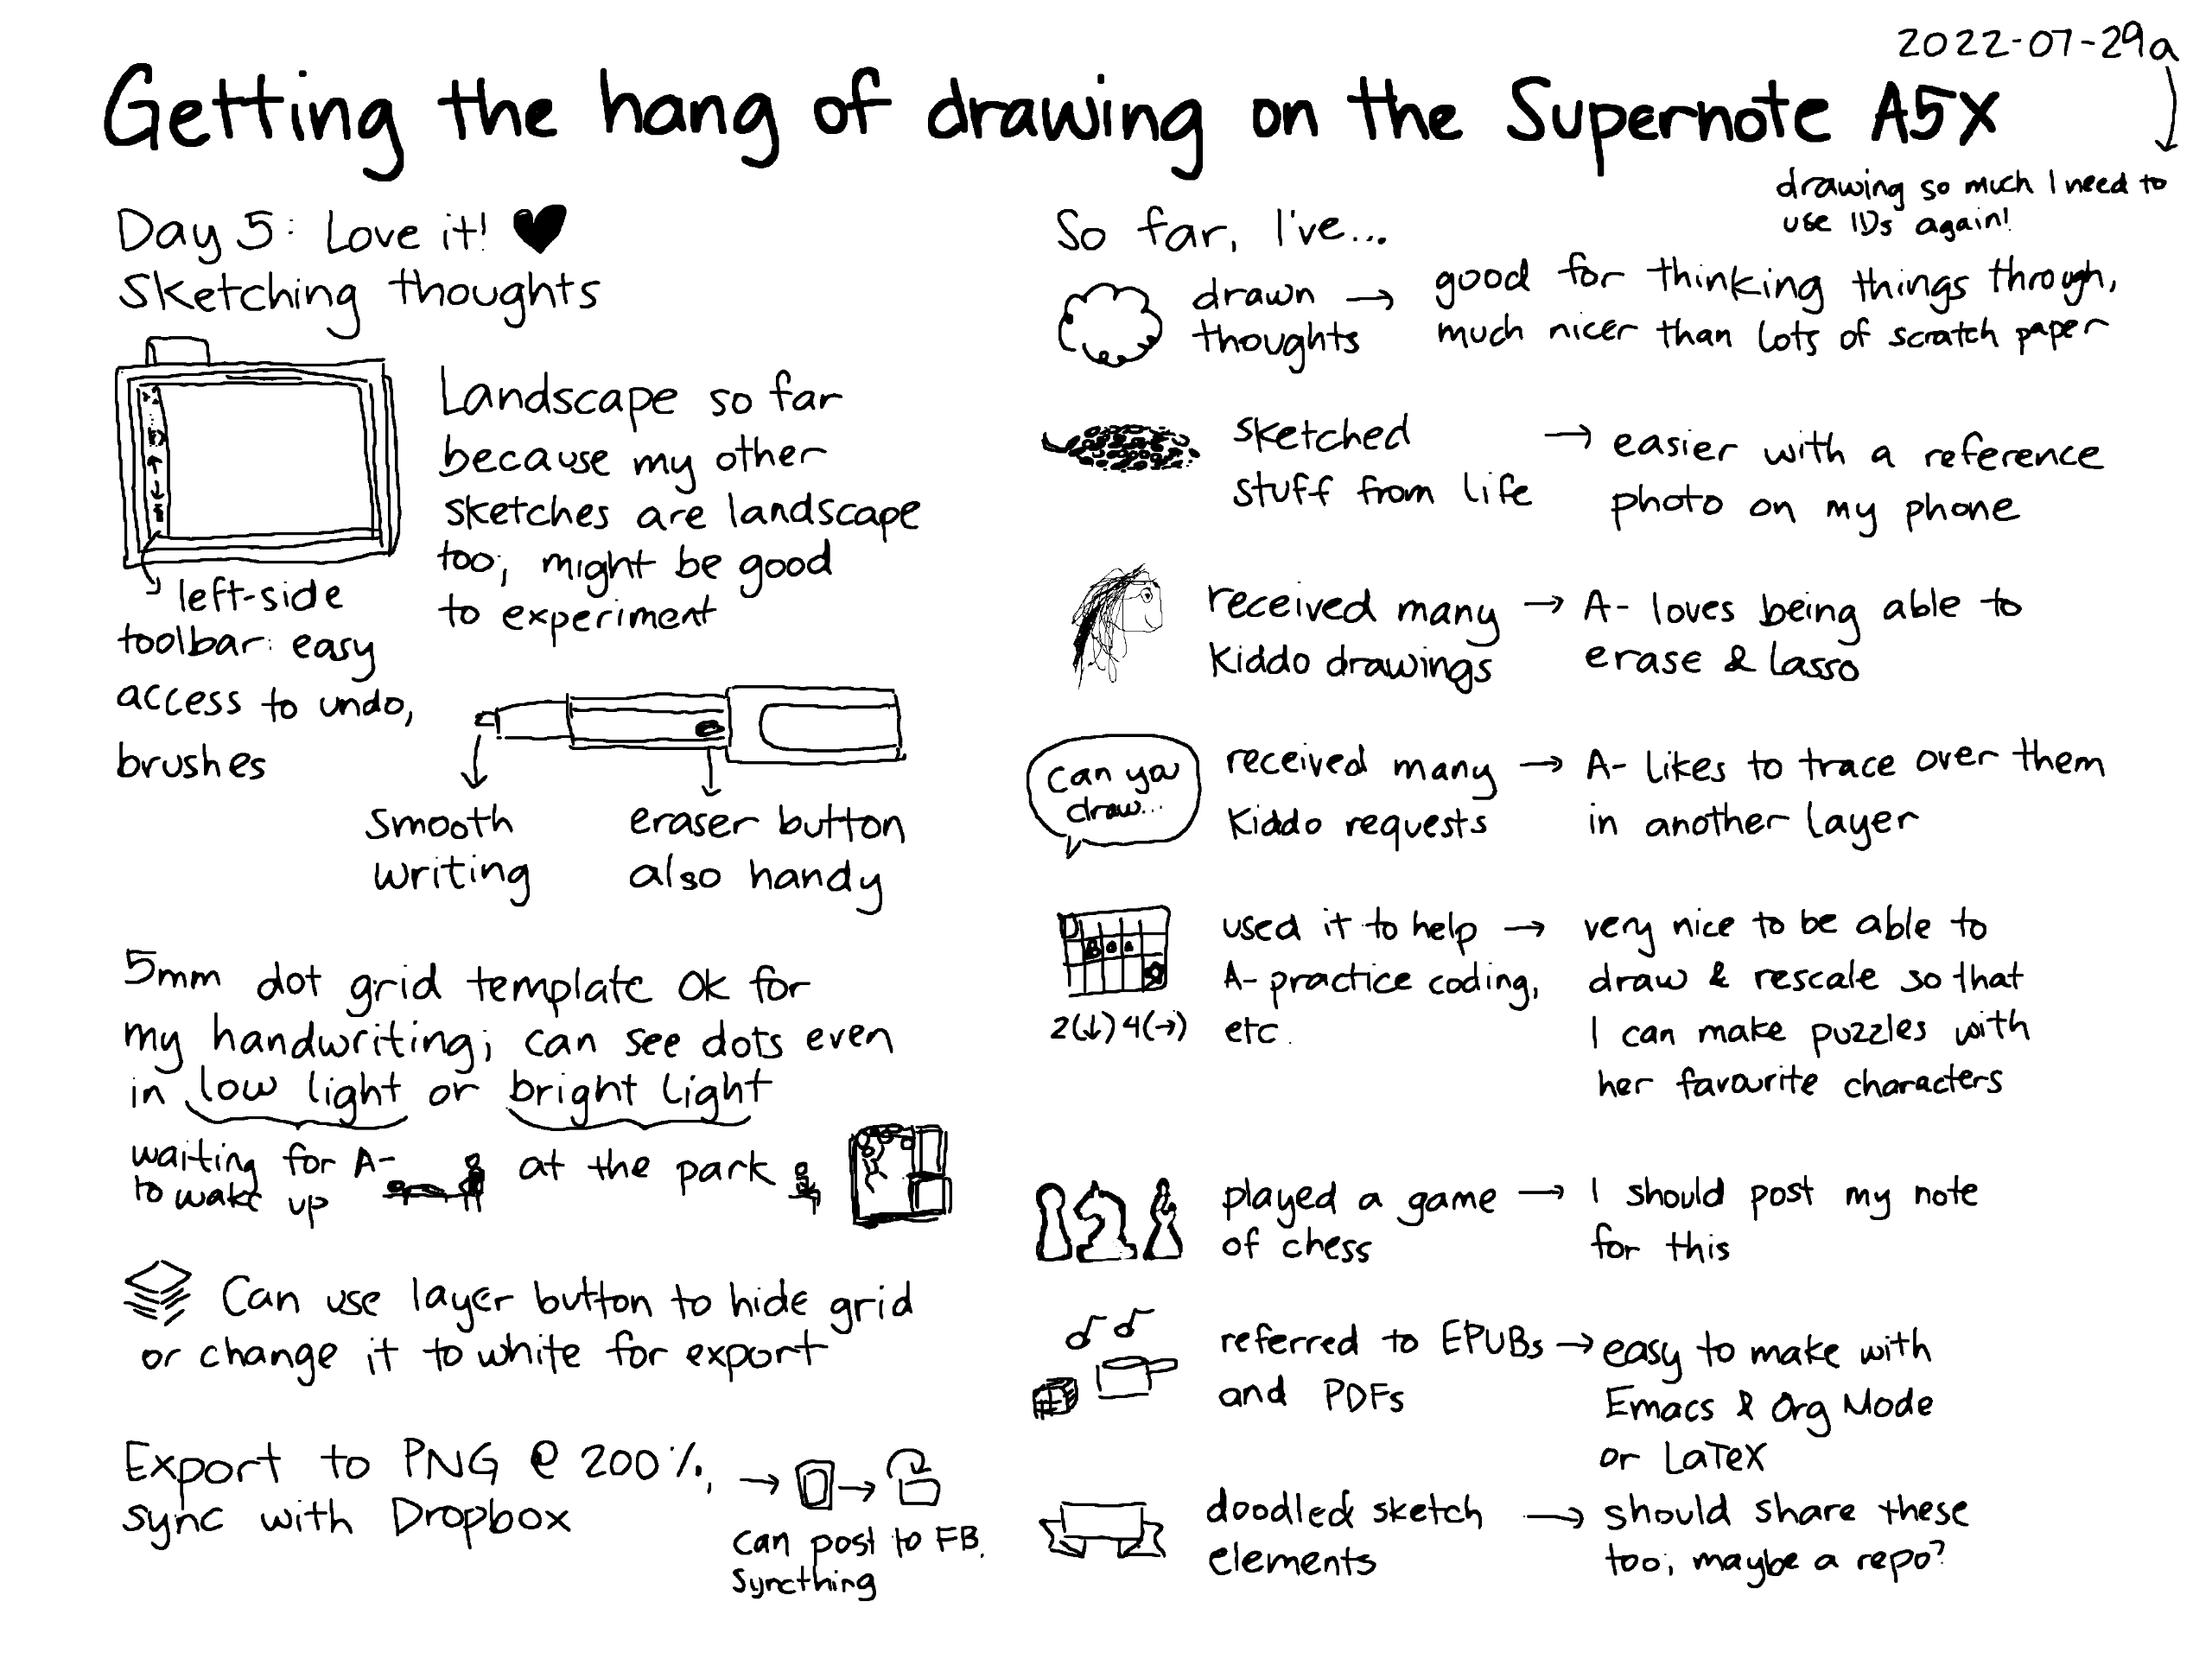 2022-07-29a
Getting the hang of drawing on the Supernote A5X
drawing so much I need to
use IDs again!
Day 5: Love it!
Sketching thoughts
Landscape so far
because my other
sketches are landscape
too; might be good
to experiment
left-side
toolbar: easy
access to undo,
brushes
smooth
writing
eraser button
also handy
5mm dot grid template OK for
my handwriting; can see dots even
in low light or bright light
waiting for A-
to wake up
at the park
Can use layer button to hide grid
or change it to white for export
Export to PNG @ 200%,
sync with Dropbox
can post to FB,
Syncthing
So far, I've...
drawn
thoughts
→ good for thinking things through,
much nicer than lots of scratch paper
sketched
stuff from life
→ easier with a reference
photo on my phone
received many
kiddo drawings
→ A- loves being able to
erase & lasso
can you
draw...
received many
kiddo requests
→ A- likes to trace over them
in another layer
2(↓) 4(→)
used it to help
A- practice coding,
etc.
→ very nice to be able to
draw & rescale so that
I can make puzzles with
her favourite characters
played a game
of chess
→ I should post my note
for this
referred to EPUBs
and PDFs
→ easy to make with
Emacs & Org Mode
or LaTeX
doodled sketch
elements
→ should share these
too; maybe a repo?